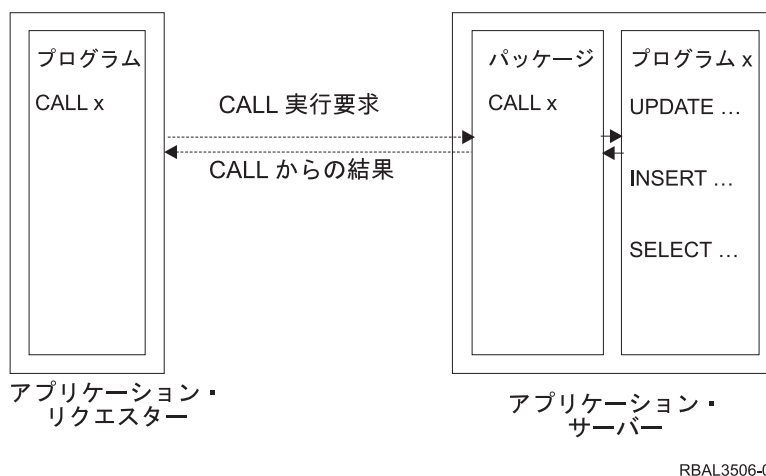 プログラム
CALL x
CALL 実行要求
CALL からの結果
パッケージ
CALL x
プログラム x
UPDATE ...
INSERT ...
SELECT ...
アプリケーション・
リクエスター
アプリケーション・
サーバー
RBAL3506-0